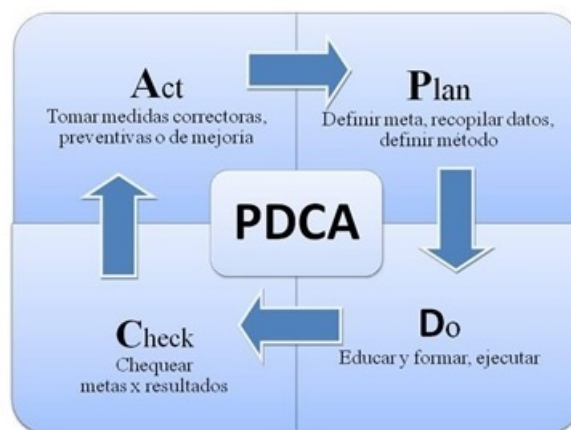 Act
Tomar medidas correctoras,
preventivas o de mejoría
Plan
Definir meta, recopilar datos,
definir método
PDCA
Check
Chequear
metas x resultados
Do
Educar y formar, ejecutar